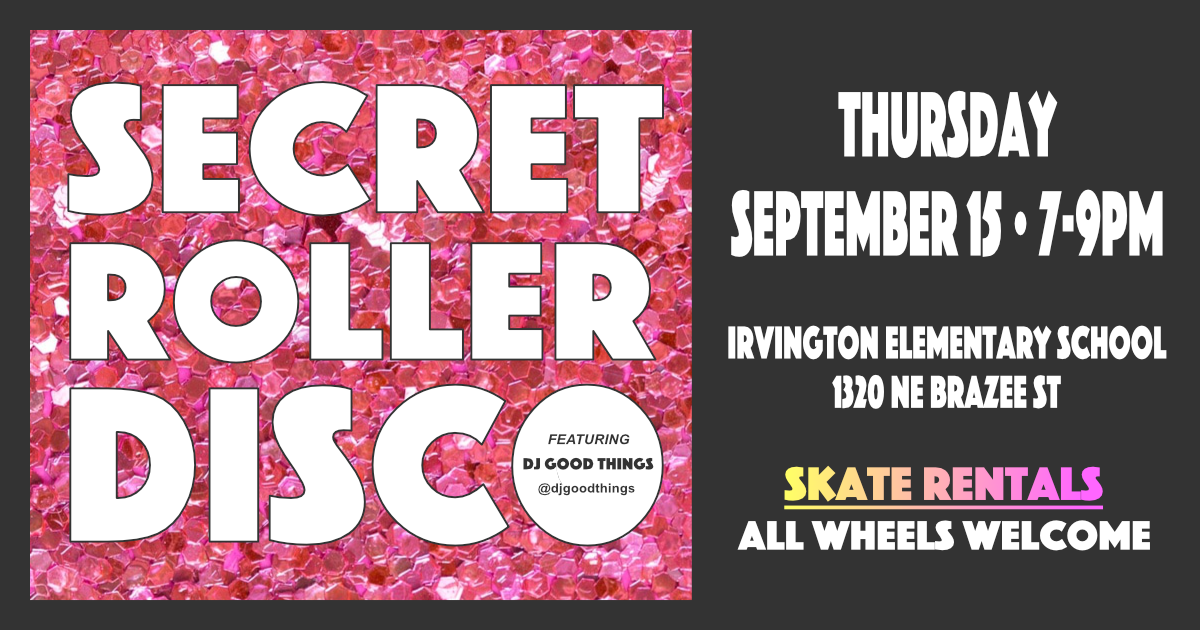 SECRET
ROLLER
DISCO
FEATURING
DJ GOOD THINGS
@djgoodthings
THURSDAY
SEPTEMBER 15 • 7-9PM
IRVINGTON ELEMENTARY SCHOOL
1320 NE BRAZEE ST
SKATE RENTALS
ALL WHEELS WELCOME